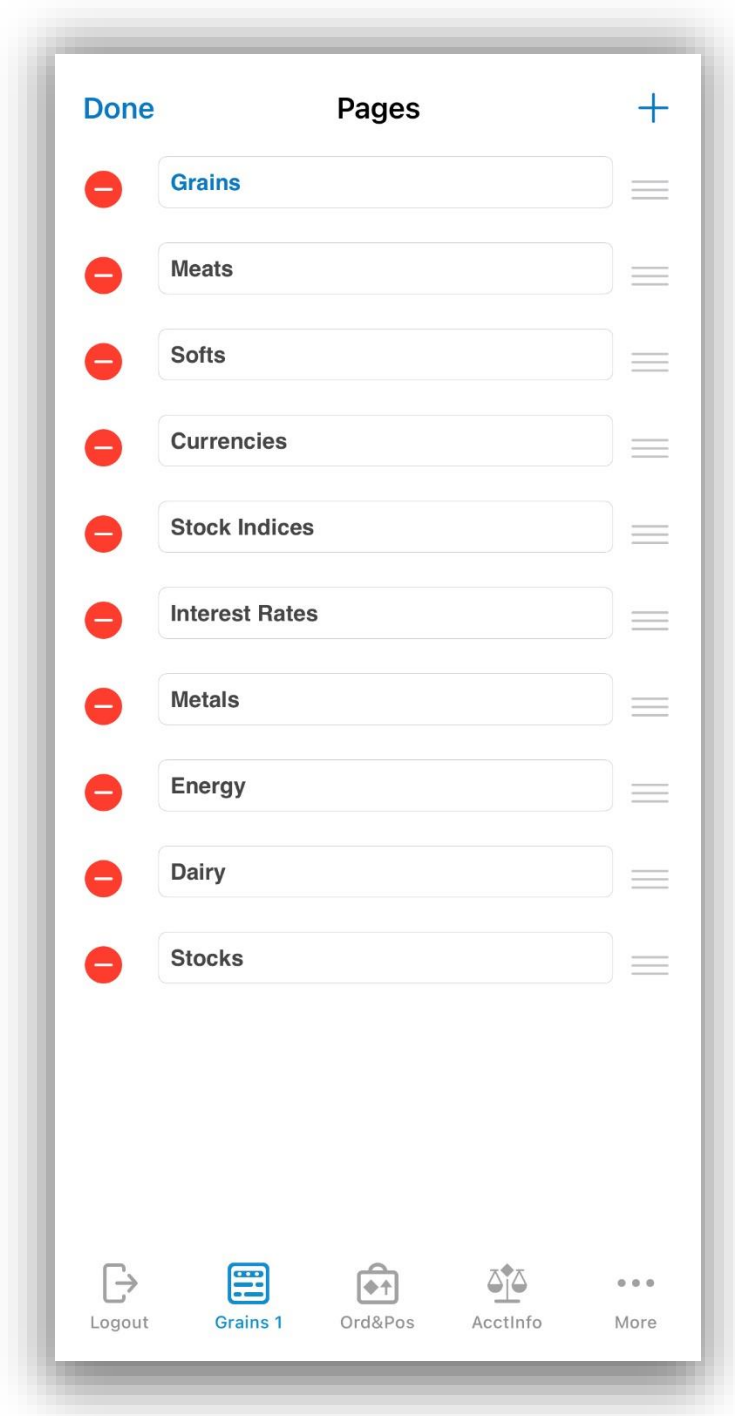 Done Pages
Grains
Meats
Softs
Currencies
Stock Indices
Interest Rates
Metals
Energy
Dairy
Stocks
Logout Grains 1 Ord&Pos AcctInfo More